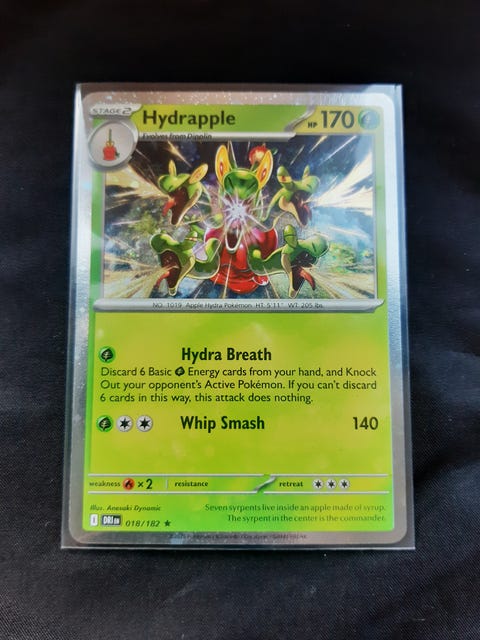 STAGE 2 Hydrapple HP 170
Evolves from Dipplin
NO. 1019 Apple Hydra Pokémon HT: 5'11" WT: 205 lbs.
Hydra Breath
Discard 6 Basic Energy cards from your hand, and Knock
Out your opponent's Active Pokémon. If you can't discard
6 cards in this way, this attack does nothing.
Whip Smash 140
weakness ×2 resistance retreat
Illus. Anesaki Dynamic
Seven syrpents live inside an apple made of syrup.
The syrpent in the center is the commander.
I DRI EN 018/182